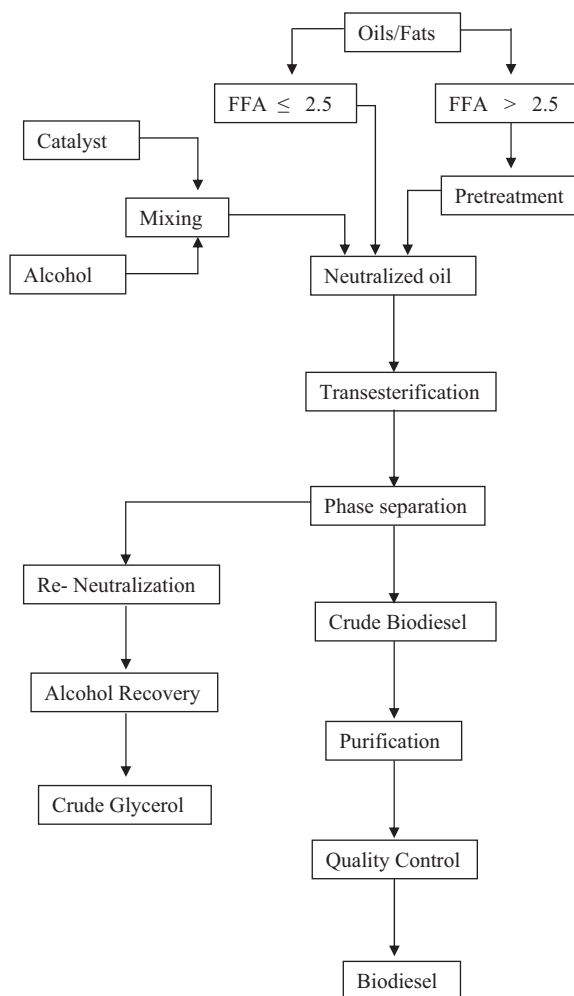 Oils/Fats
FFA ≤ 2.5
FFA > 2.5
Catalyst
Pretreatment
Mixing
Alcohol
Neutralized oil
Transesterification
Phase separation
Re- Neutralization
Crude Biodiesel
Alcohol Recovery
Purification
Crude Glycerol
Quality Control
Biodiesel